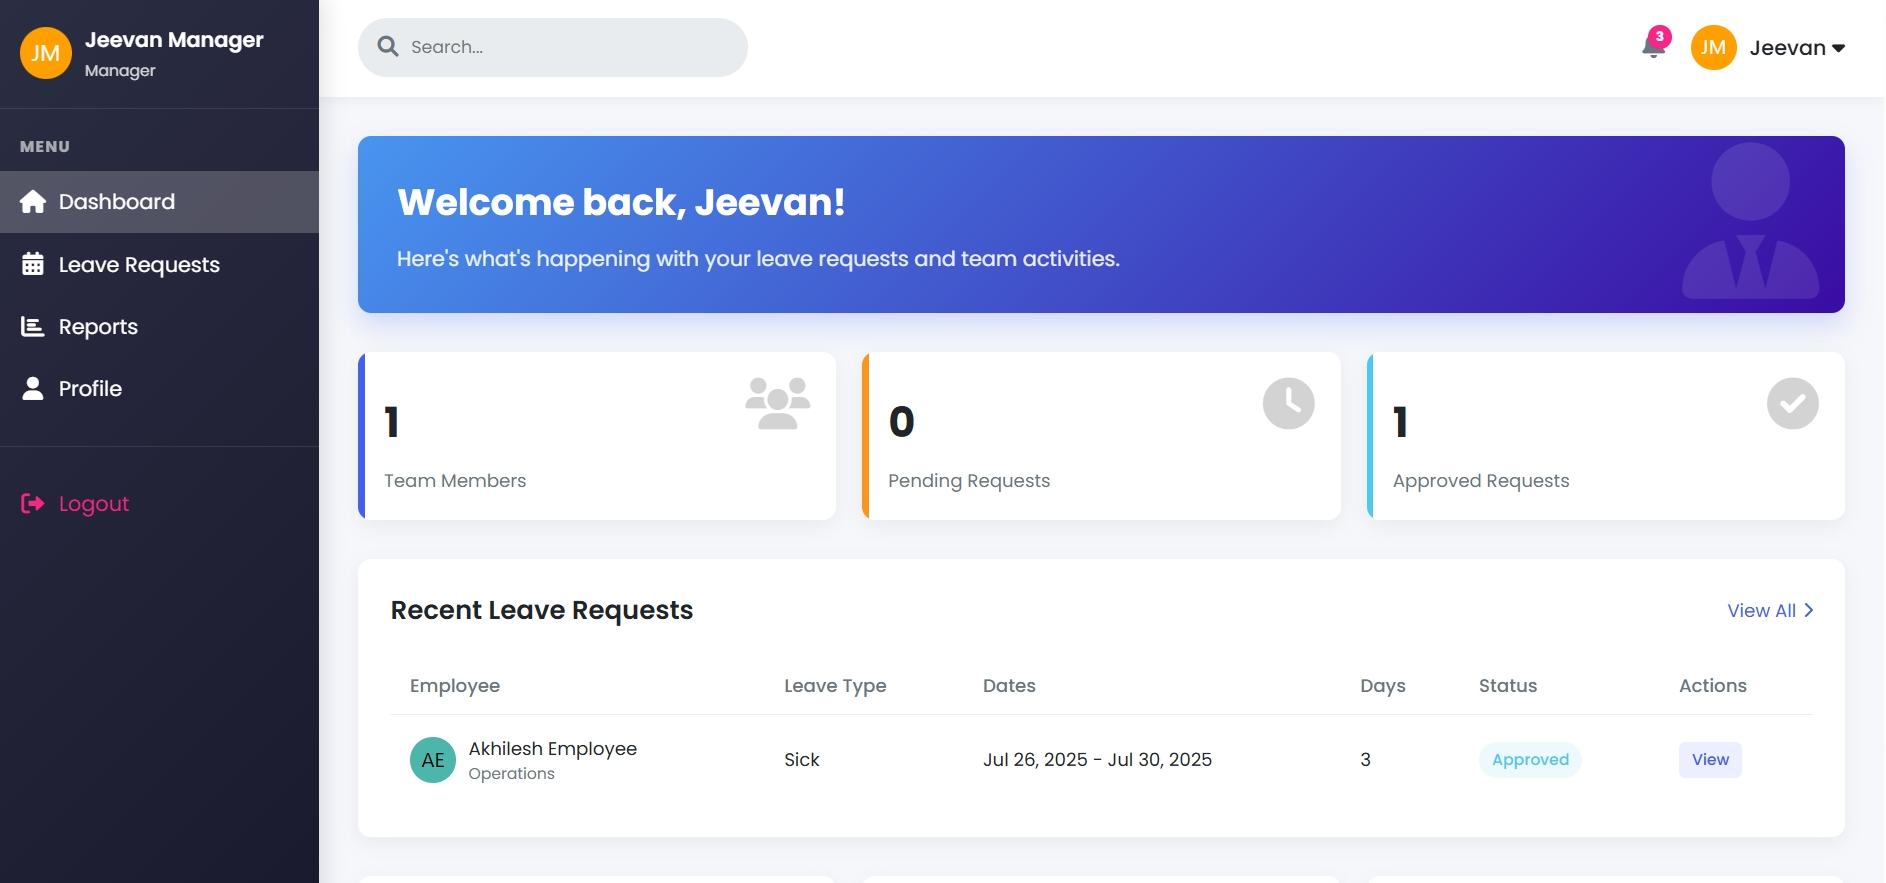 JM
Jeevan Manager
Manager
MENU
Dashboard
Leave Requests
Reports
Profile
Logout
Search...
3
JM
Jeevan
Welcome back, Jeevan!
Here's what's happening with your leave requests and team activities.
1
Team Members
0
Pending Requests
1
Approved Requests
Recent Leave Requests
View All
Employee Leave Type Dates Days Status Actions
AE
Akhilesh Employee
Operations
Sick Jul 26, 2025 - Jul 30, 2025 3 Approved View